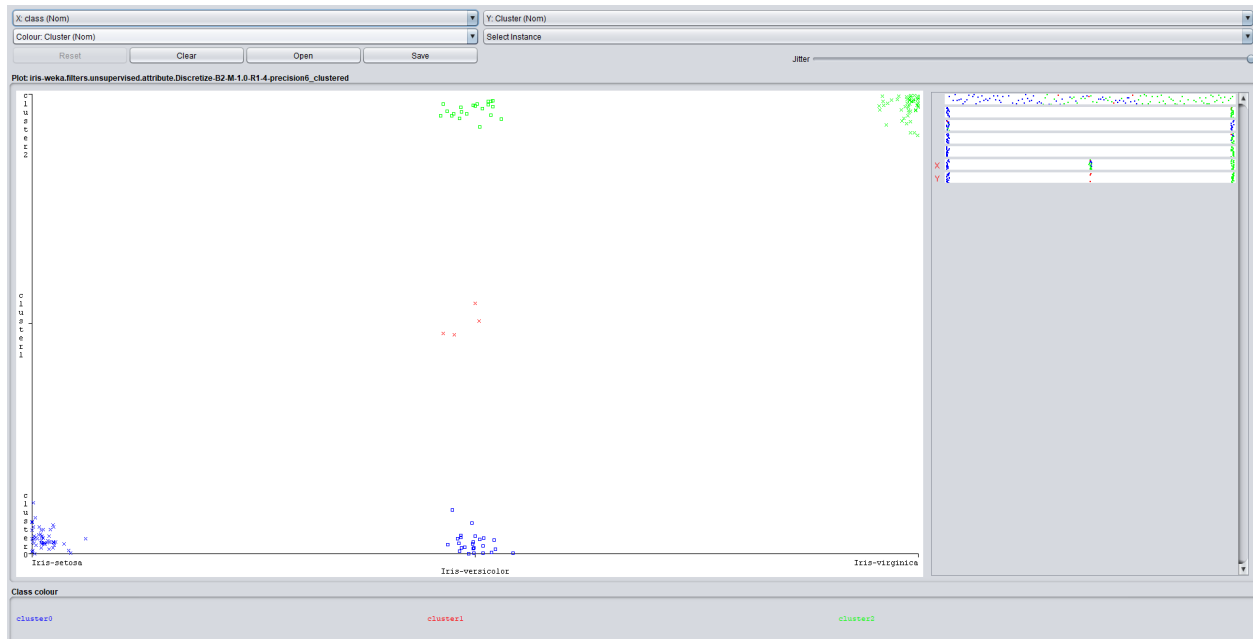 X: class (Nom)
Y: Cluster (Nom)
Colour: Cluster (Nom)
Select Instance
Reset
Clear
Open
Save
Jitter
Plot: iris-weka.filters.unsupervised.attribute.Discretize-B2-M-1.0-R1-4-precision6_clustered
cluster2
cluster1
cluster0
Iris-setosa
Iris-versicolor
Iris-virginica
X
Y
Class colour
cluster0
cluster1
cluster2